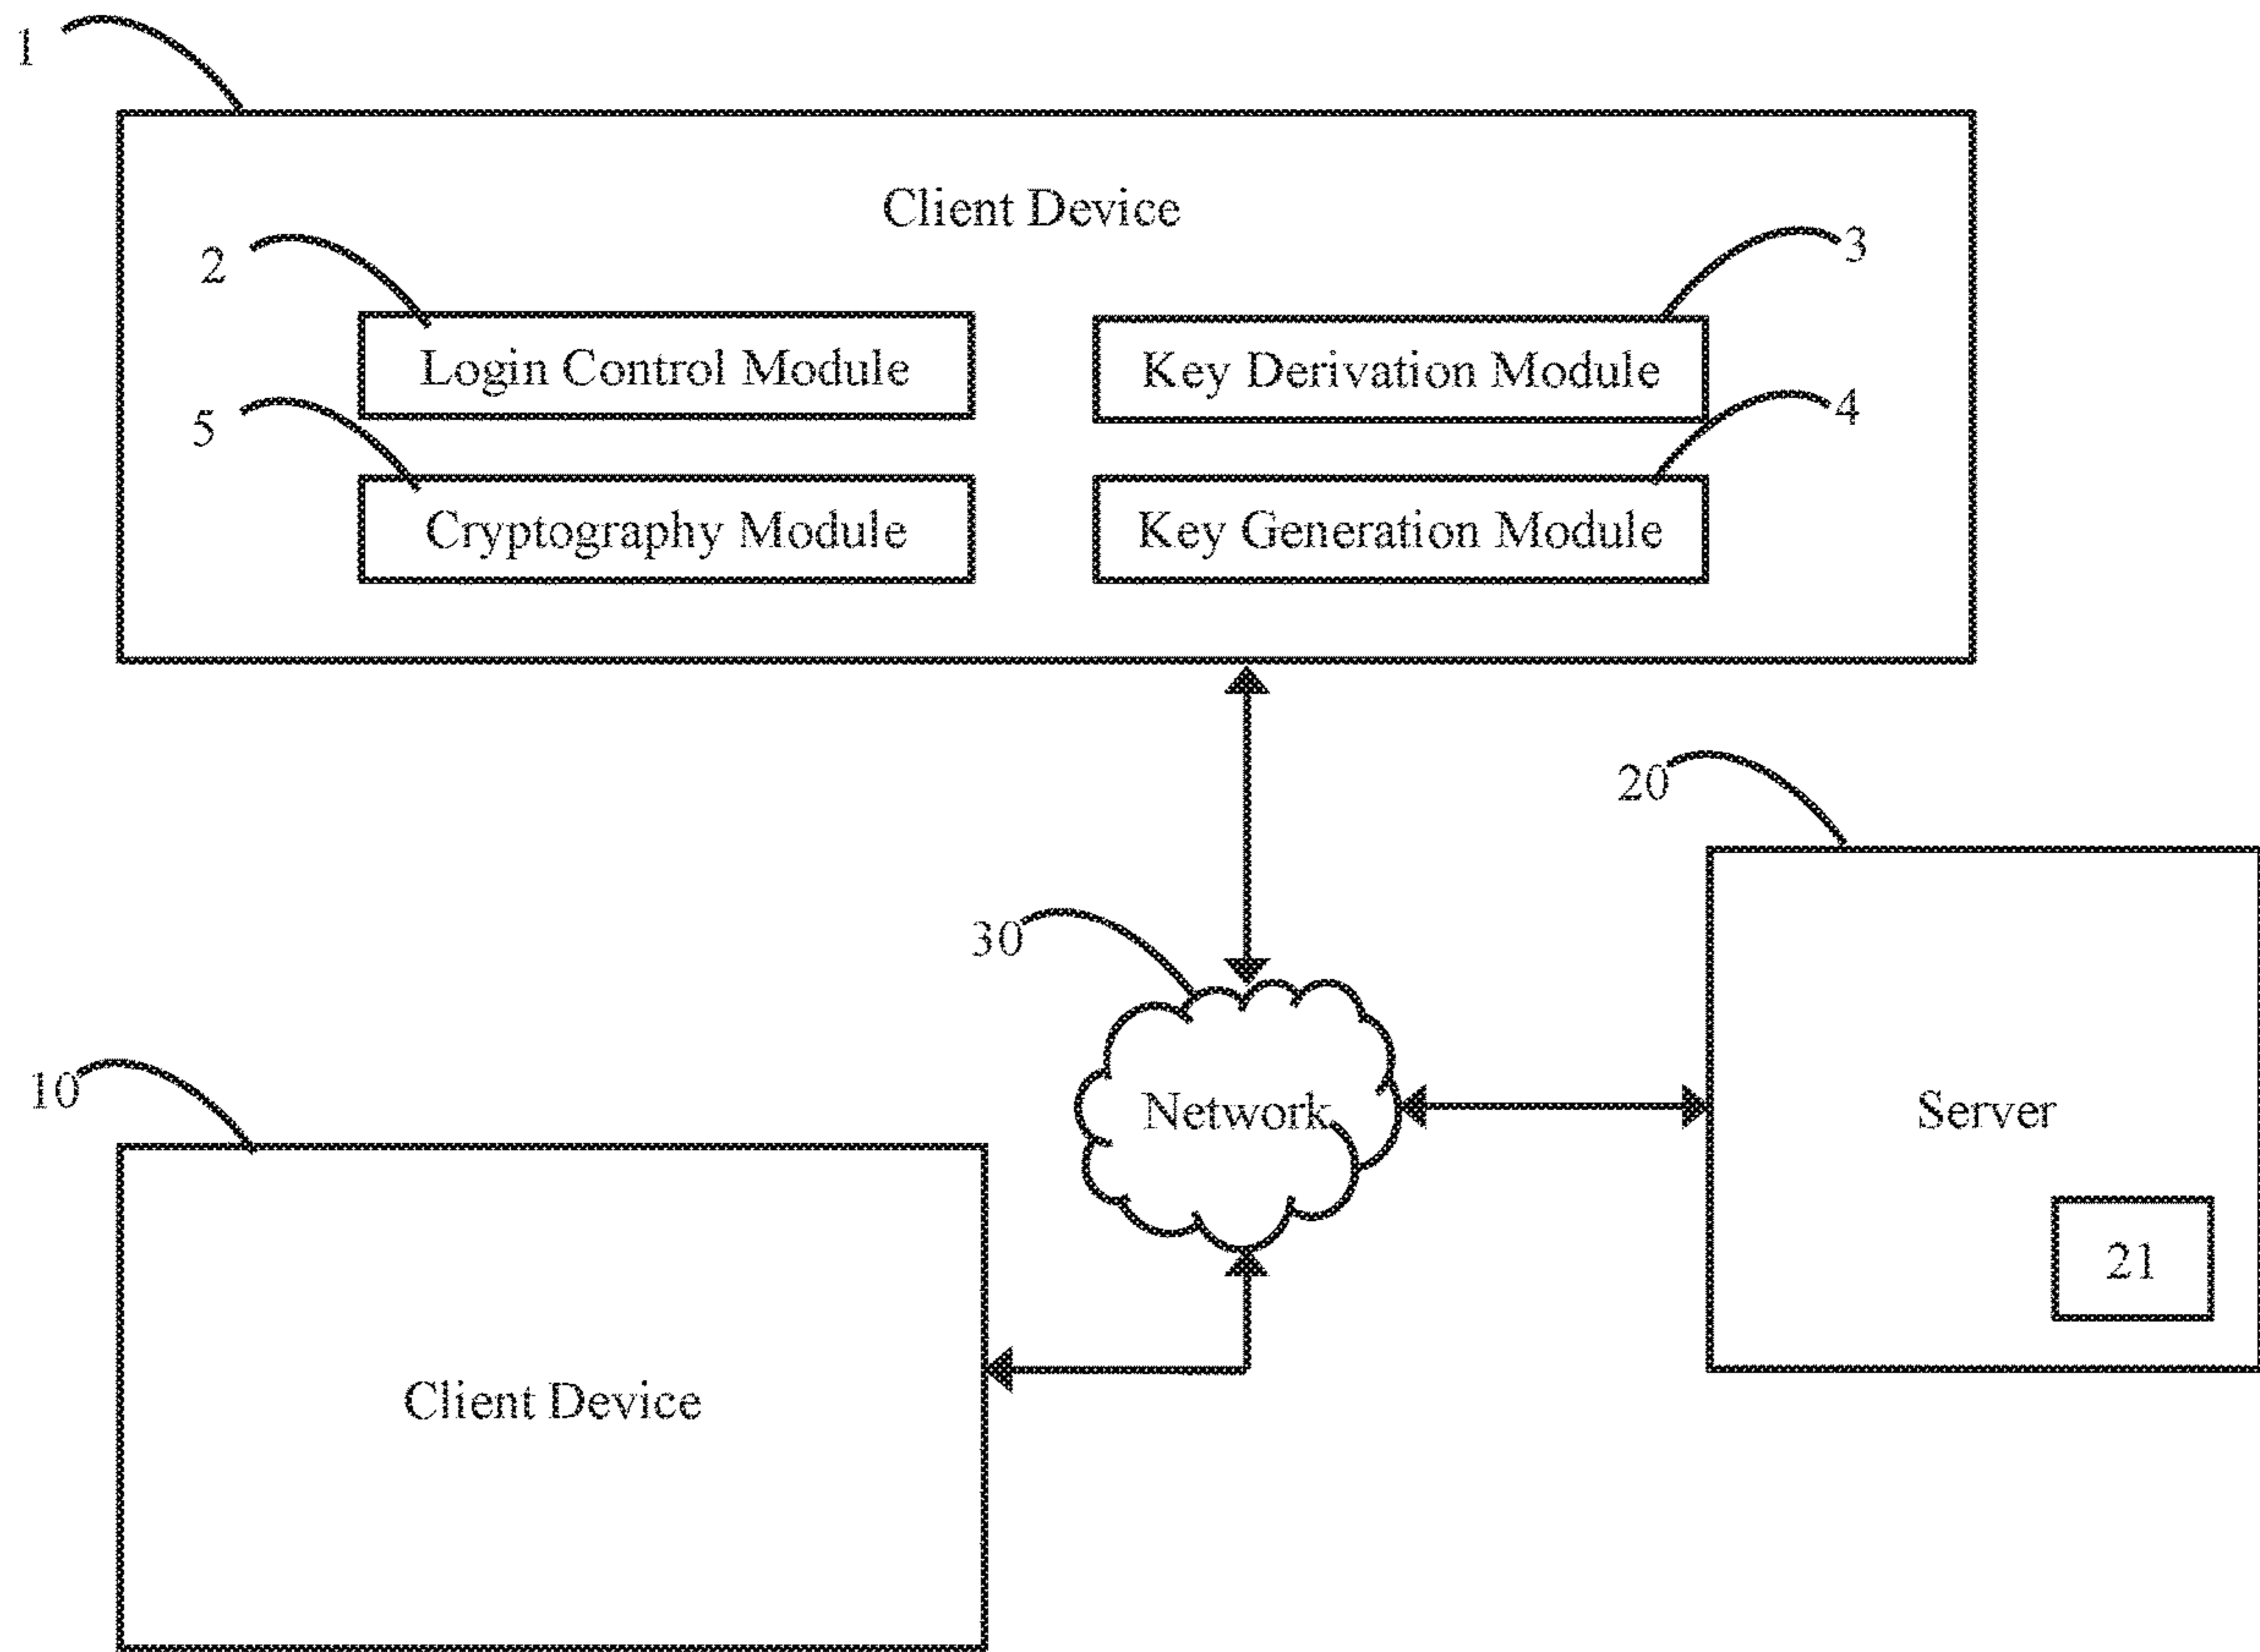 1
Client Device
2
3
Login Control Module
Key Derivation Module
5
4
Cryptography Module
Key Generation Module
20
30
10
Network
Server
21
Client Device